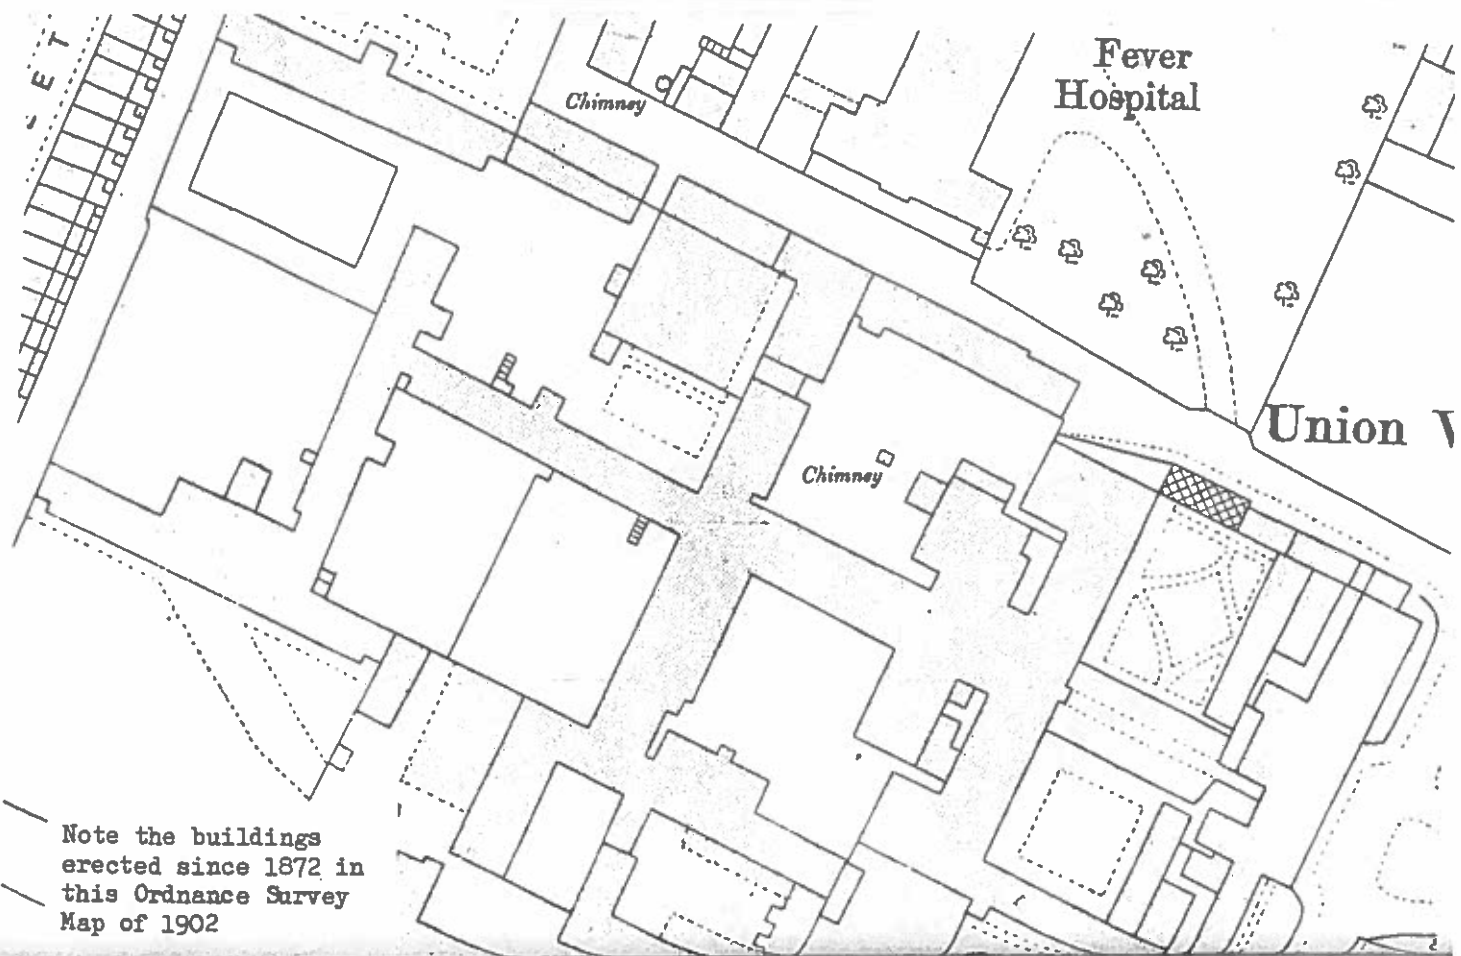 Fever
Hospital
Chimney
Union
Chimney
Note the buildings
erected since 1872 in
this Ordnance Survey
Map of 1902